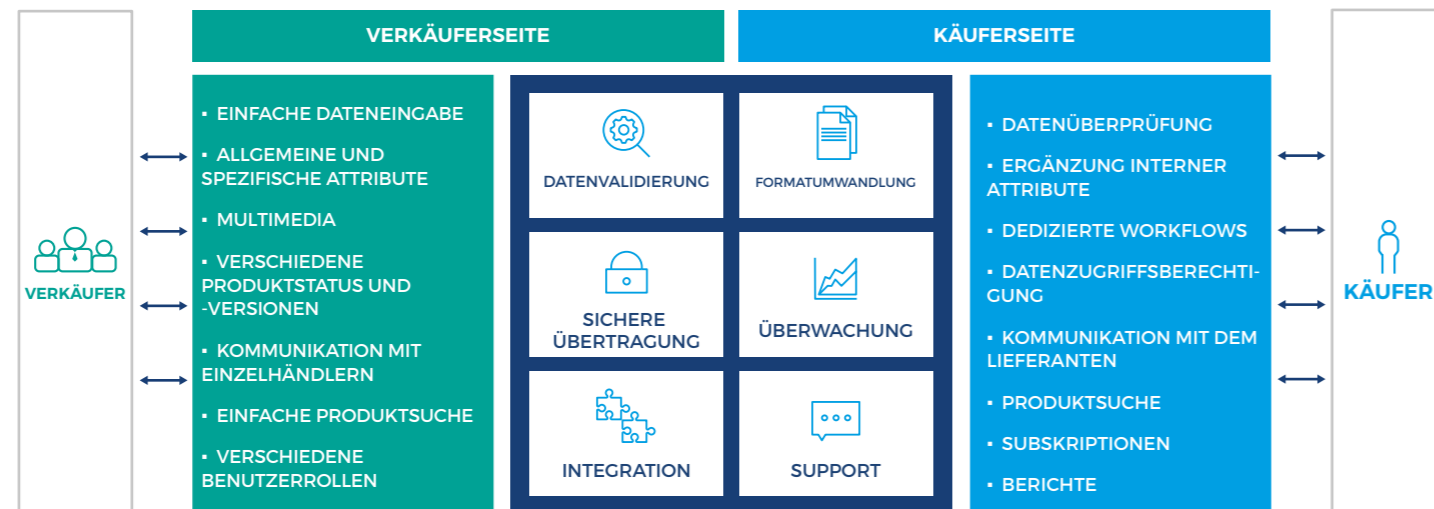 VERKÄUFERSEITE
KÄUFERSEITE
VERKÄUFER
▪ EINFACHE DATENEINGABE
▪ ALLGEMEINE UND
SPEZIFISCHE ATTRIBUTE
▪ MULTIMEDIA
▪ VERSCHIEDENE
PRODUKTSTATUS UND
-VERSIONEN
▪ KOMMUNIKATION MIT
EINZELHÄNDLERN
▪ EINFACHE PRODUKTSUCHE
▪ VERSCHIEDENE
BENUTZERROLLEN
DATENVALIDIERUNG
FORMATUMWANDLUNG
SICHERE
ÜBERTRAGUNG
ÜBERWACHUNG
INTEGRATION
SUPPORT
▪ DATENÜBERPRÜFUNG
▪ ERGÄNZUNG INTERNER
ATTRIBUTE
▪ DEDIZIERTE WORKFLOWS
▪ DATENZUGRIFFSBERECHTI-
GUNG
▪ KOMMUNIKATION MIT DEM
LIEFERANTEN
▪ PRODUKTSUCHE
▪ SUBSKRIPTIONEN
▪ BERICHTE
KÄUFER